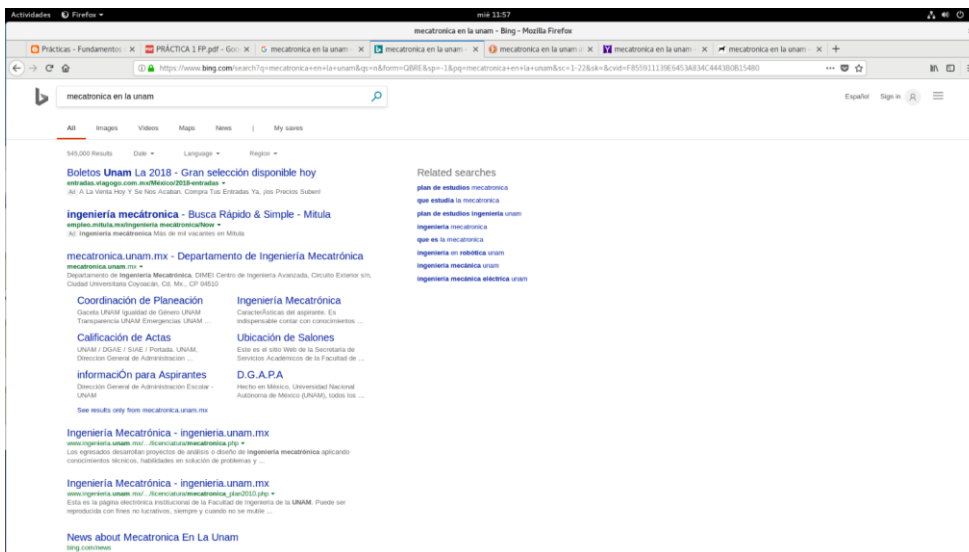 Actividades Firefox
mié 11:57
mecatronica en la unam - Bing - Mozilla Firefox
Prácticas - Fundamentos
PRÁCTICA 1 FP.pdf - Goo
mecatronica en la unam -
mecatronica en la unam -
mecatronica en la unam a
mecatronica en la unam -
mecatronica en la unam -
https://www.bing.com/search?q=mecatronica+en+la+unam&qs=n&form=QBRE&sp=-1&pq=mecatronica+en+la+unam&sc=1-22&sk=&cvid=F855911139E6453A834C4443B0B15480
mecatronica en la unam
Español Sign in
All Images Videos Maps News | My saves
545,000 Results Date Language Region
Boletos Unam La 2018 - Gran selección disponible hoy
entradas.viagogo.com.mx/México/2018-entradas
Ad A La Venta Hoy Y Se Nos Acaban. Compra Tus Entradas Ya, ¡los Precios Suben!
ingeniería mecátronica - Busca Rápido & Simple - Mitula
empleo.mitula.mx/ingeniería mecátronica/Now
Ad ingeniería mecátronica Más de mil vacantes en Mitula
mecatronica.unam.mx - Departamento de Ingeniería Mecatrónica
mecatronica.unam.mx
Departamento de Ingeniería Mecatrónica, DIMEI Centro de Ingeniería Avanzada, Circuito Exterior s/n,
Ciudad Universitaria Coyoacán, Cd. Mx., CP 04510
Coordinación de Planeación
Gaceta UNAM Igualdad de Género UNAM
Transparencia UNAM Emergencias UNAM ...
Ingeniería Mecatrónica
CaracterÃsticas del aspirante. Es
indispensable contar con conocimientos ...
Calificación de Actas
UNAM / DGAE / SIAE / Portada. UNAM,
Direccion General de Administracion ...
Ubicación de Salones
Este es el sitio Web de la Secretaría de
Servicios Académicos de la Facultad de ...
informaciÓn para Aspirantes
Dirección General de Administración Escolar -
UNAM
D.G.A.P.A
Hecho en México, Universidad Nacional
Autónoma de México (UNAM), todos los ...
See results only from mecatronica.unam.mx
Ingeniería Mecatrónica - ingenieria.unam.mx
www.ingenieria.unam.mx/.../licenciatura/mecatronica.php
Los egresados desarrollan proyectos de análisis o diseño de ingeniería mecatrónica aplicando
conocimientos técnicos, habilidades en solución de problemas y ...
Ingeniería Mecatrónica - ingenieria.unam.mx
www.ingenieria.unam.mx/.../licenciatura/mecatronica_plan2010.php
Esta es la página electrónica institucional de la Facultad de Ingeniería de la UNAM. Puede ser
reproducida con fines no lucrativos, siempre y cuando no se mutile ...
News about Mecatronica En La Unam
bing.com/news
Related searches
plan de estudios mecatronica
que estudia la mecatronica
plan de estudios ingenieria unam
ingenieria mecatronica
que es la mecatronica
ingenieria en robótica unam
ingenieria mecánica unam
ingenieria mecánica eléctrica unam